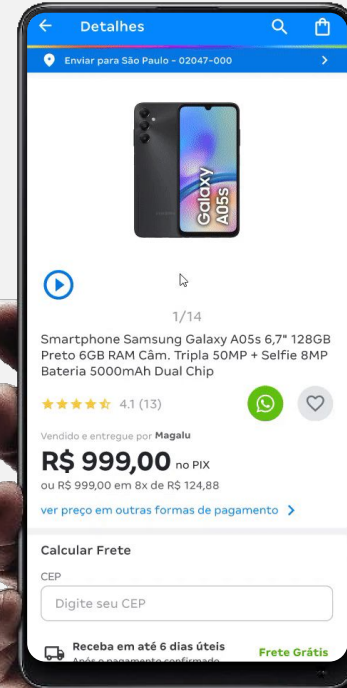 Detalhes
Enviar para São Paulo - 02047-000
Galaxy
A05s
1/14
Smartphone Samsung Galaxy A05s 6,7" 128GB
Preto 6GB RAM Câm. Tripla 50MP + Selfie 8MP
Bateria 5000mAh Dual Chip
4.1 (13)
Vendido e entregue por Magalu
R$ 999,00 no PIX
ou R$ 999,00 em 8x de R$ 124,88
ver preço em outras formas de pagamento
Calcular Frete
CEP
Digite seu CEP
Receba em até 6 dias úteis
Frete Grátis
Após o pagamento confirmado